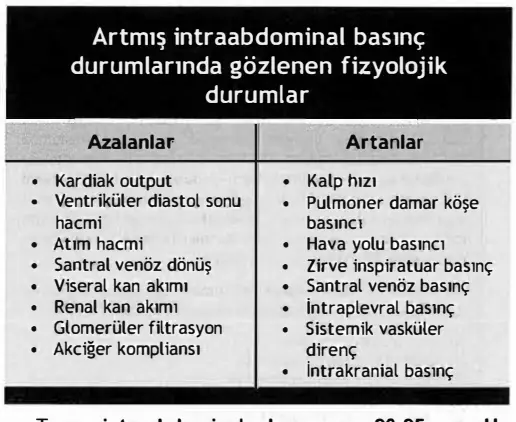 Artmış intraabdominal basınç
durumlarında gözlenen fizyolojik
durumlar
Azalanlar
• Kardiak output
• Ventriküler diastol sonu
hacmi
• Atım hacmi
• Santral venöz dönüş
• Viseral kan akımı
• Renal kan akımı
• Glomerüler filtrasyon
• Akciğer kompliansı
Artanlar
• Kalp hızı
• Pulmoner damar köşe
basıncı
• Hava yolu basıncı
• Zirve inspiratuar basınç
• Santral venöz basınç
• İntraplevral basınç
• Sistemik vasküler
direnç
• İntrakranial basınç